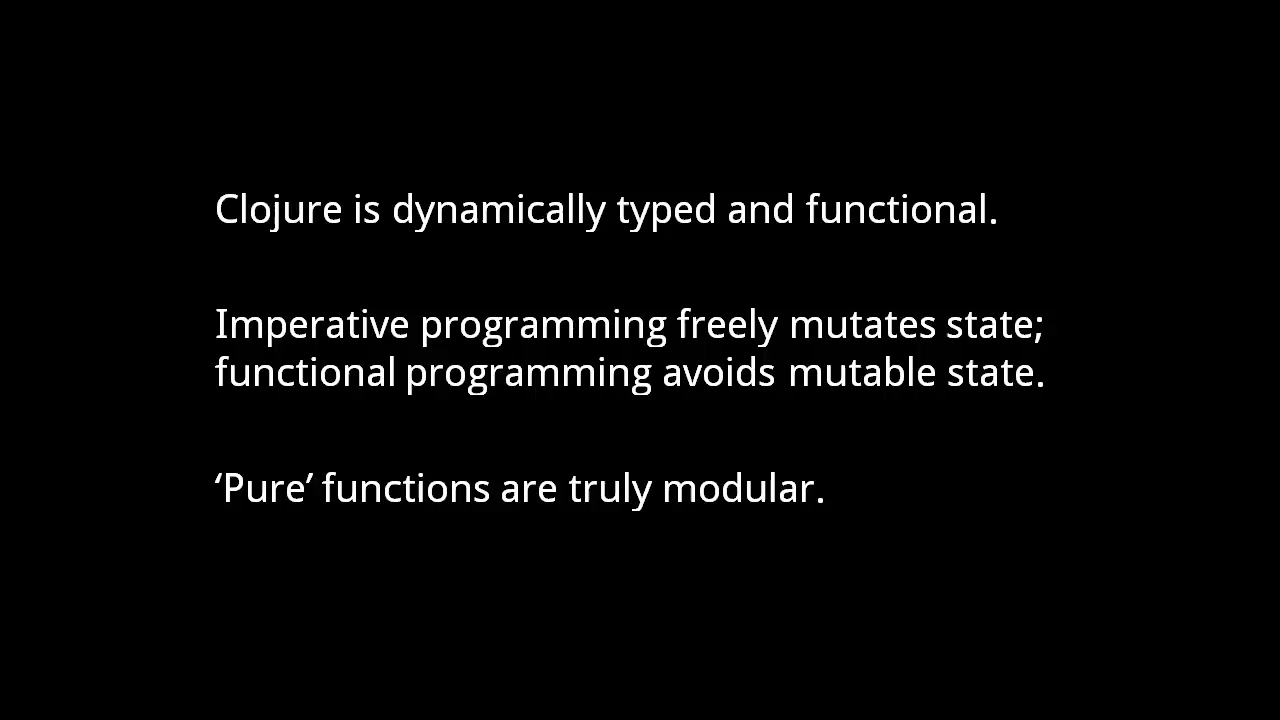 Clojure is dynamically typed and functional.
Imperative programming freely mutates state;
functional programming avoids mutable state.
‘Pure’ functions are truly modular.